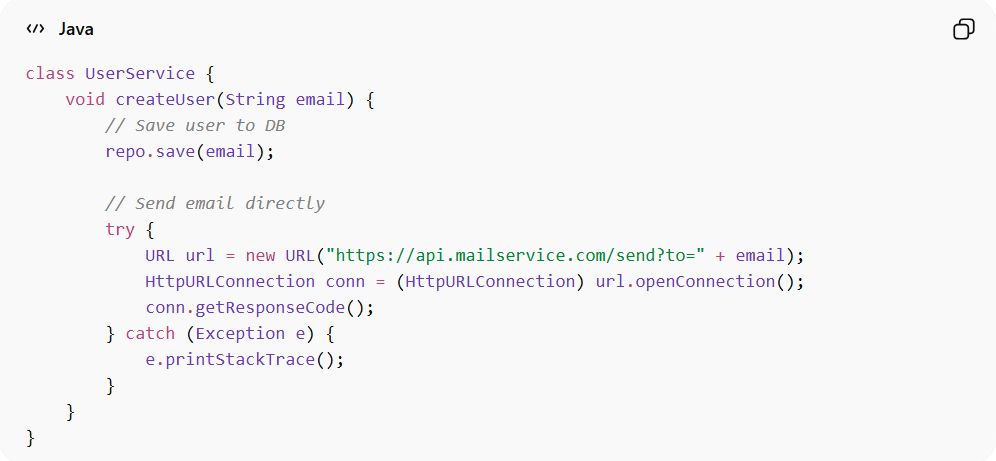 </> Java
class UserService {
    void createUser(String email) {
        // Save user to DB
        repo.save(email);

        // Send email directly
        try {
            URL url = new URL("https://api.mailservice.com/send?to=" + email);
            HttpURLConnection conn = (HttpURLConnection) url.openConnection();
            conn.getResponseCode();
        } catch (Exception e) {
            e.printStackTrace();
        }
    }
}